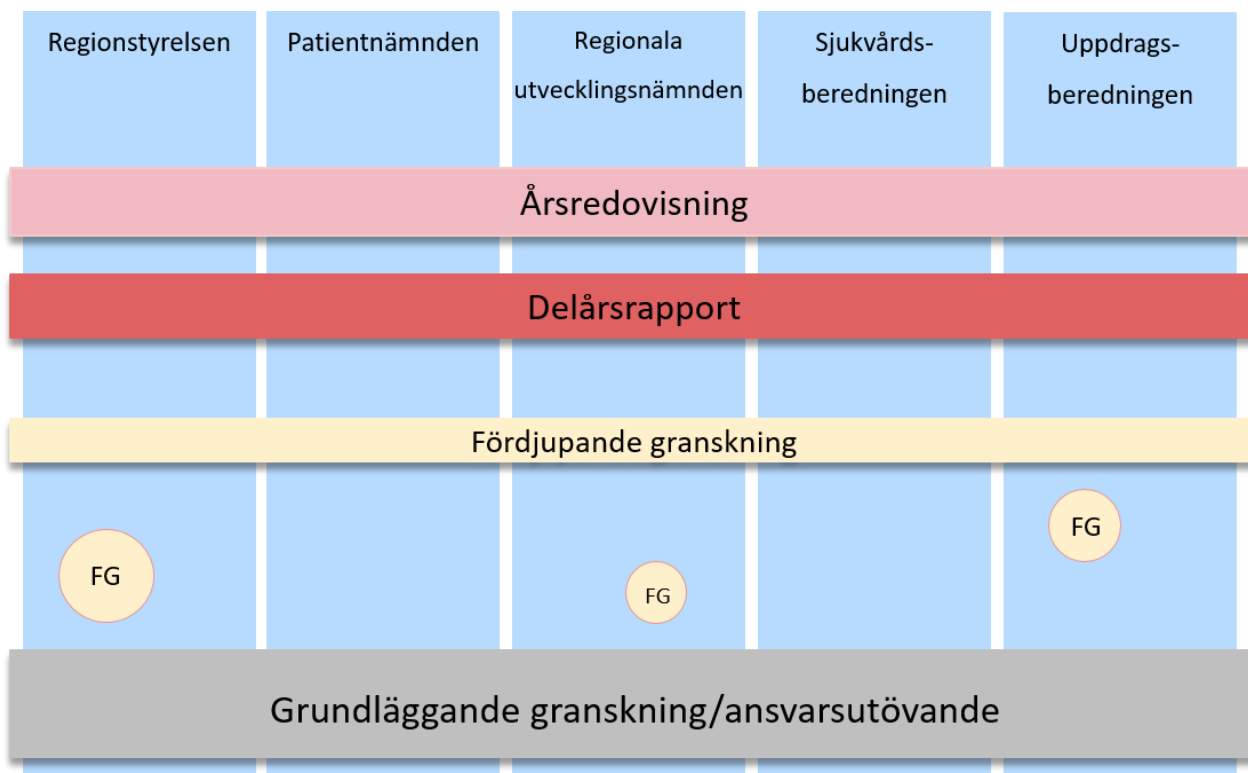 Regionstyrelsen
Patientnämnden
Regionala
utvecklingsnämnden
Sjukvårds-
beredningen
Uppdrags-
beredningen
Årsredovisning
Delårsrapport
Fördjupande granskning
FG
FG
FG
Grundläggande granskning/ansvarsutövande